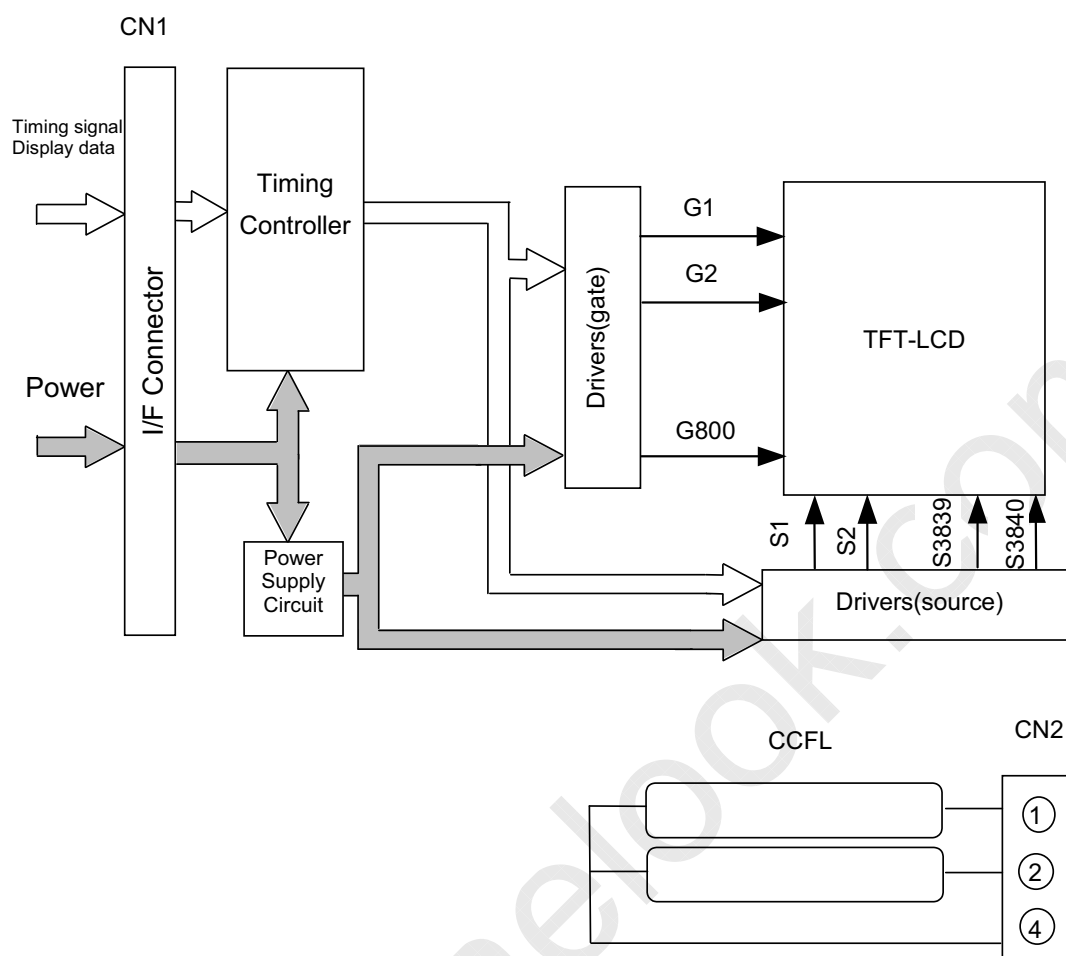 CN1
Timing signal
Display data
Timing
Controller
I/F Connector
Power
Power
Supply
Circuit
Drivers(gate)
G1
G2
G800
TFT-LCD
S1
S2
S3839
S3840
Drivers(source)
CCFL
CN2
1
2
4